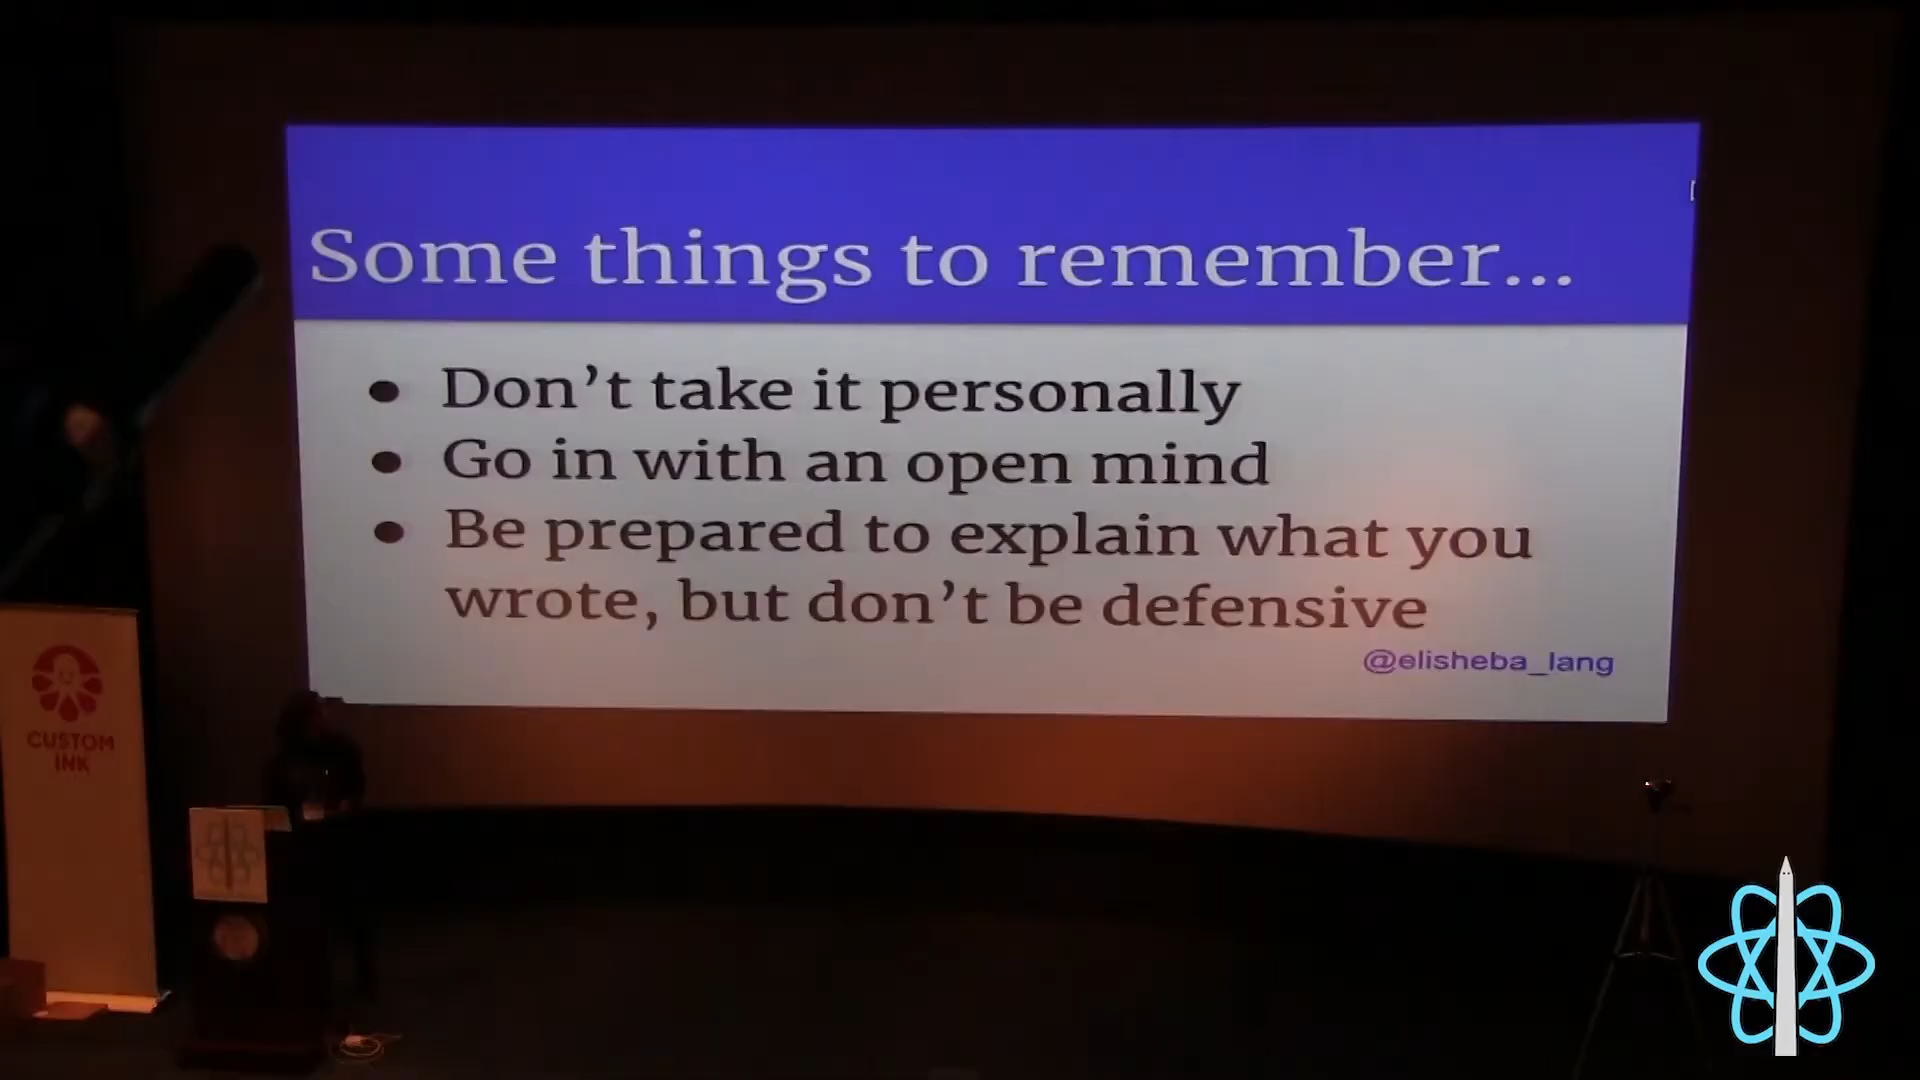 Some things to remember...
● Don’t take it personally
● Go in with an open mind
● Be prepared to explain what you
wrote, but don’t be defensive
@elisheba_lang
CUSTOM
INK